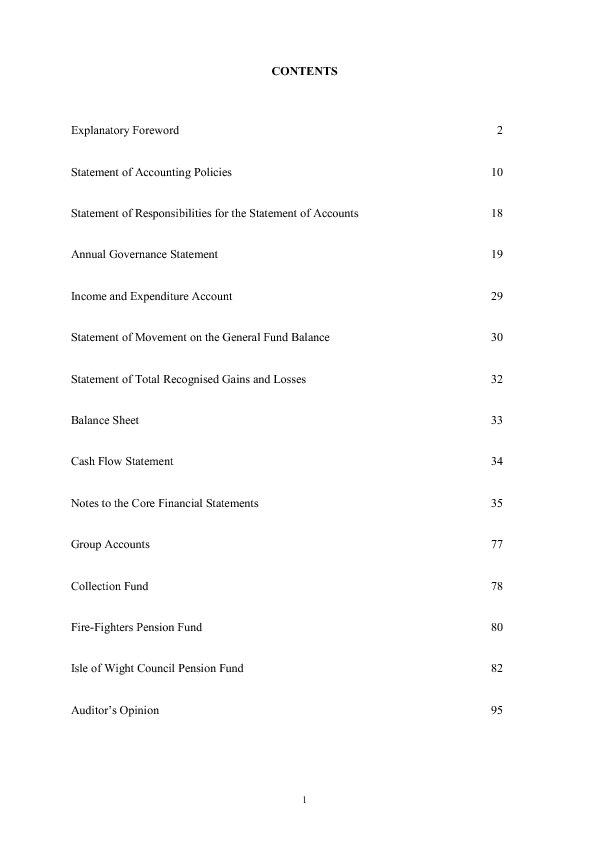 CONTENTS
Explanatory Foreword 2
Statement of Accounting Policies 10
Statement of Responsibilities for the Statement of Accounts 18
Annual Governance Statement 19
Income and Expenditure Account 29
Statement of Movement on the General Fund Balance 30
Statement of Total Recognised Gains and Losses 32
Balance Sheet 33
Cash Flow Statement 34
Notes to the Core Financial Statements 35
Group Accounts 77
Collection Fund 78
Fire-Fighters Pension Fund 80
Isle of Wight Council Pension Fund 82
Auditor’s Opinion 95
1